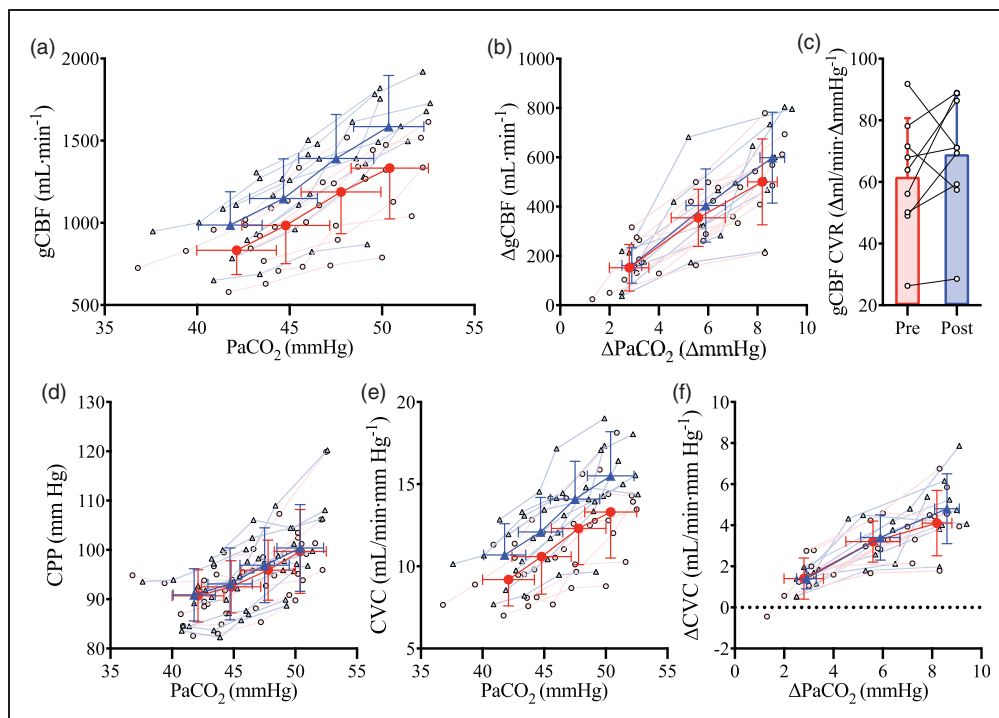 (a)
2000
1500
1000
500
gCBF (mL·min⁻¹)
35 40 45 50 55
PaCO₂ (mmHg)
(b)
800
600
400
200
0
ΔgCBF (mL·min⁻¹)
0 2 4 6 8 10
ΔPaCO₂ (ΔmmHg)
(c)
100
80
60
40
20
gCBF CVR (Δml/min·ΔmmHg⁻¹)
Pre Post
(d)
130
120
110
100
90
80
CPP (mm Hg)
35 45 55
PaCO₂ (mmHg)
(e)
20
15
10
5
CVC (mL/min·mm Hg⁻¹)
35 40 45 50 55
PaCO₂ (mmHg)
(f)
10
8
6
4
2
0
-2
ΔCVC (mL/min·mm Hg⁻¹)
0 2 4 6 8 10
ΔPaCO₂ (mmHg)